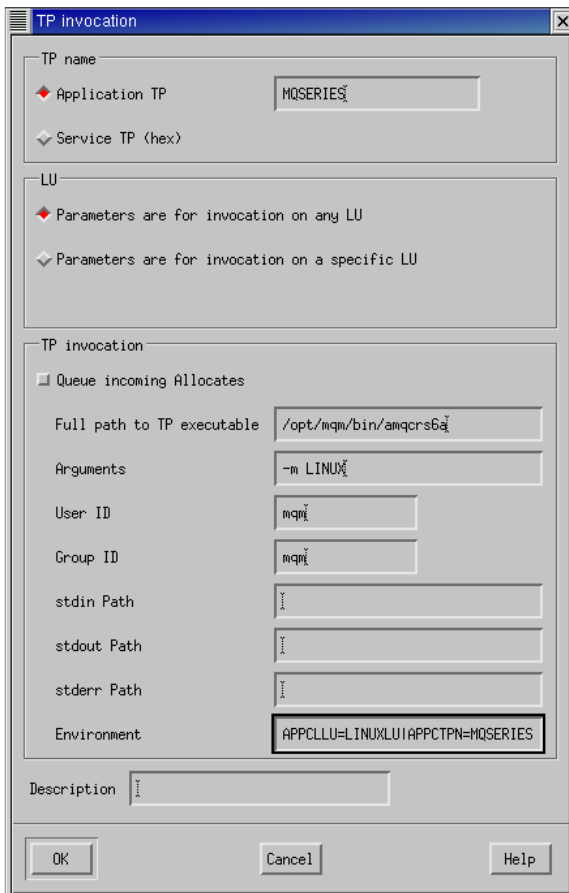 TP invocation
TP name
Application TP MQSERIES
Service TP (hex)
LU
Parameters are for invocation on any LU
Parameters are for invocation on a specific LU
TP invocation
Queue incoming Allocates
Full path to TP executable /opt/mqm/bin/amqcrs6a
Arguments -m LINUX
User ID mqm
Group ID mqm
stdin Path
stdout Path
stderr Path
Environment APPCLLU=LINUXLU|APPCTPN=MQSERIES
Description
OK Cancel Help